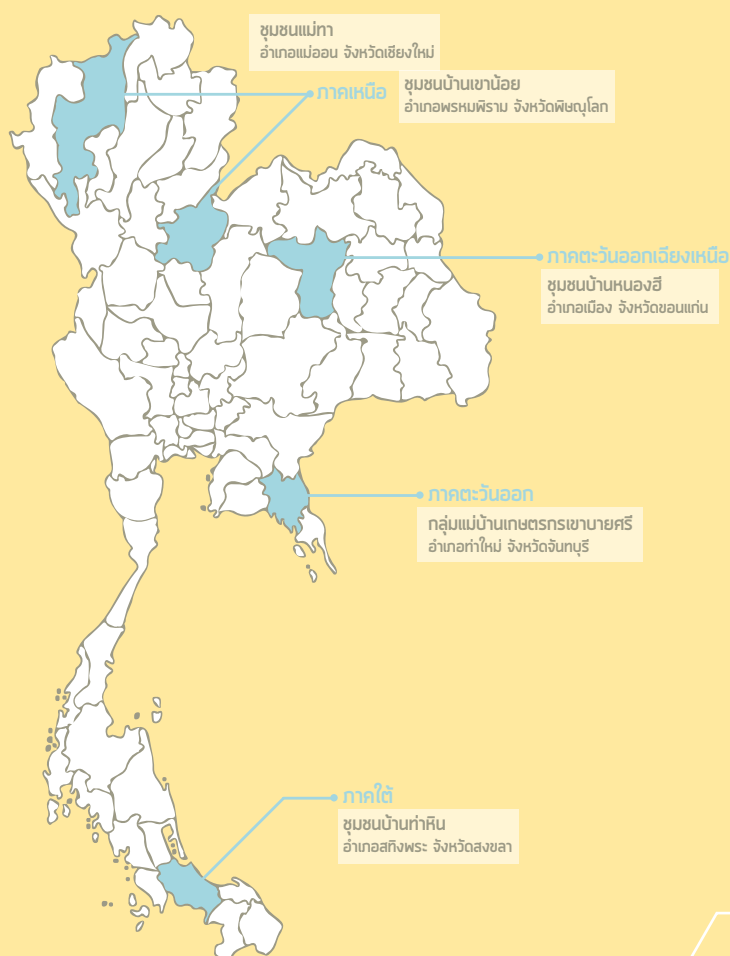 ชุมชนแม่ทา
อำเภอแม่ออน จังหวัดเชียงใหม่
ภาคเหนือ
ชุมชนบ้านเขาน้อย
อำเภอพรหมพิราม จังหวัดพิษณุโลก
ภาคตะวันออกเฉียงเหนือ
ชุมชนบ้านหนองฮี
อำเภอเมือง จังหวัดขอนแก่น
ภาคตะวันออก
กลุ่มแม่บ้านเกษตรกรเขาบายศรี
อำเภอท่าใหม่ จังหวัดจันทบุรี
ภาคใต้
ชุมชนบ้านท่าหิน
อำเภอสทิงพระ จังหวัดสงขลา